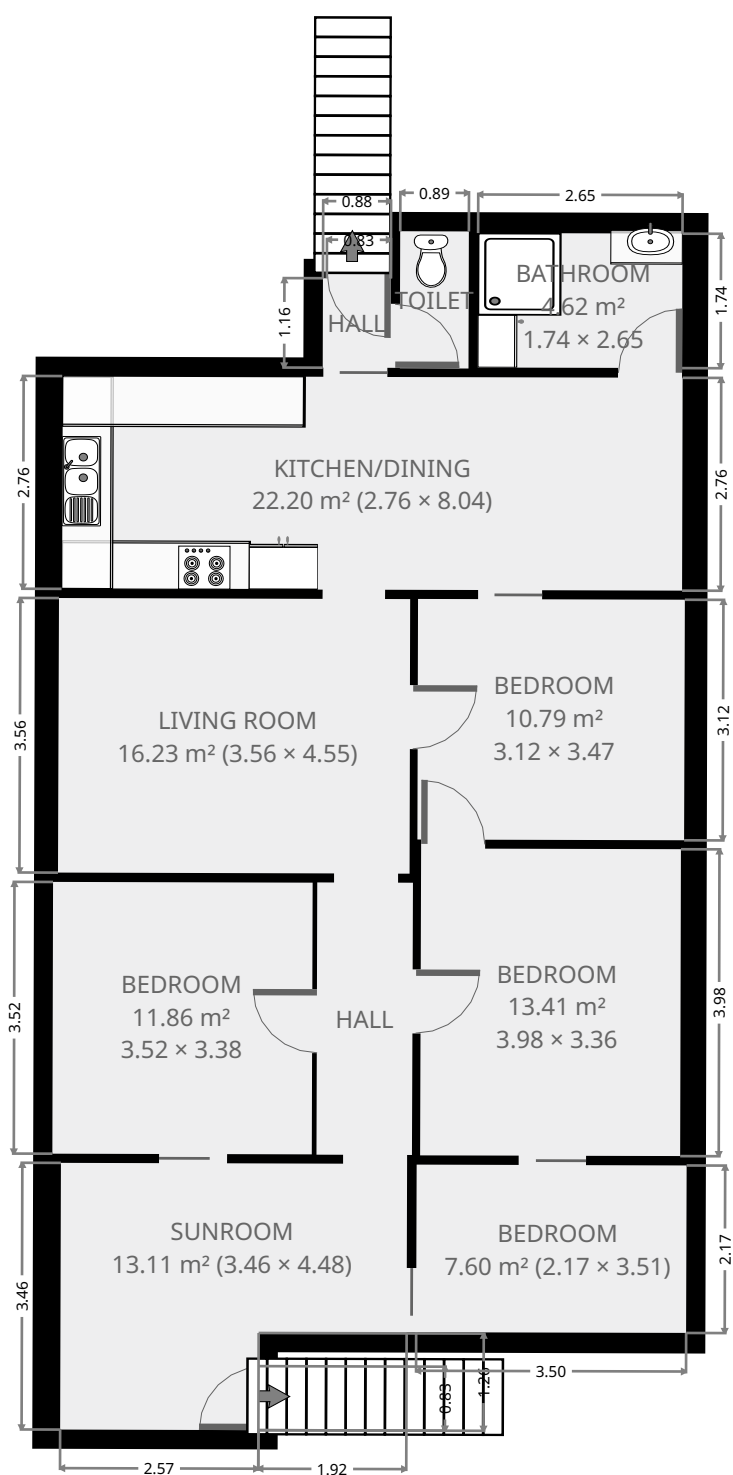 0.88
0.89
2.65
0.83
1.16
HALL
TOILET
BATHROOM
4.62 m²
1.74 × 2.65
1.74
2.76
KITCHEN/DINING
22.20 m² (2.76 × 8.04)
2.76
3.56
LIVING ROOM
16.23 m² (3.56 × 4.55)
BEDROOM
10.79 m²
3.12 × 3.47
3.12
3.52
BEDROOM
11.86 m²
3.52 × 3.38
HALL
BEDROOM
13.41 m²
3.98 × 3.36
3.98
3.46
SUNROOM
13.11 m² (3.46 × 4.48)
BEDROOM
7.60 m² (2.17 × 3.51)
2.17
0.83
1.26
3.50
2.57
1.92